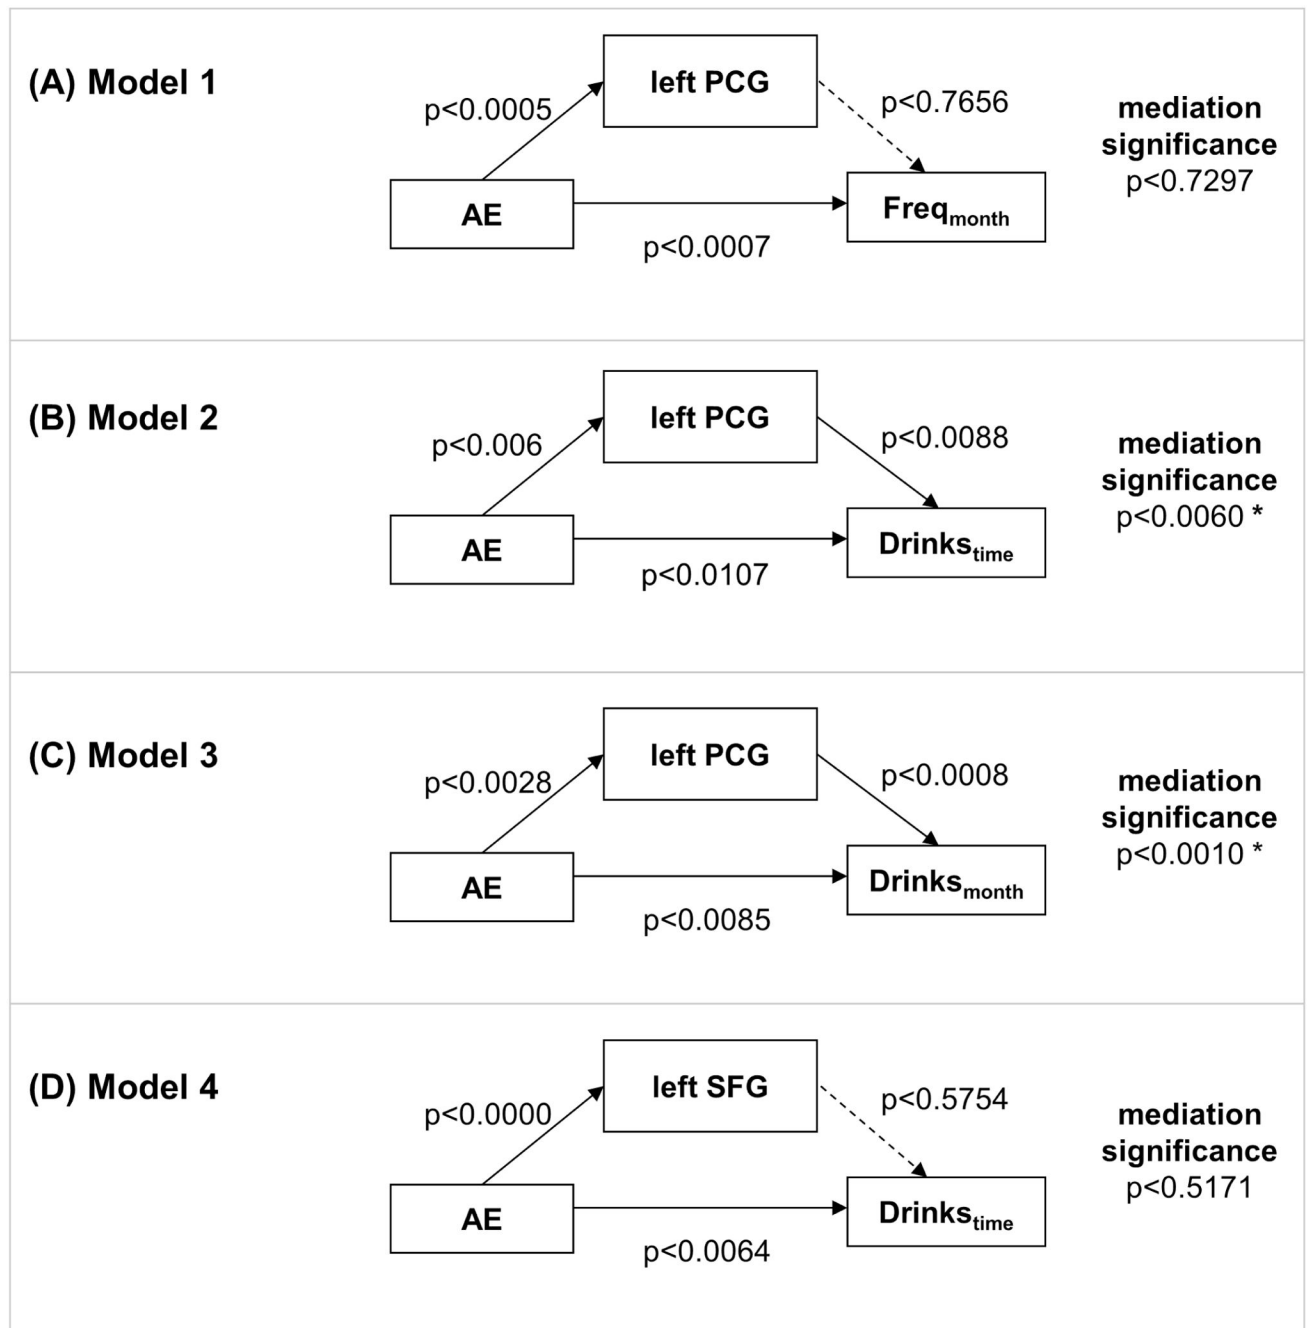 (A) Model 1
left PCG
p<0.0005
p<0.7656
AE
Freqmonth
p<0.0007
mediation
significance
p<0.7297
(B) Model 2
left PCG
p<0.006
p<0.0088
AE
Drinkstime
p<0.0107
mediation
significance
p<0.0060 *
(C) Model 3
left PCG
p<0.0028
p<0.0008
AE
Drinksmonth
p<0.0085
mediation
significance
p<0.0010 *
(D) Model 4
left SFG
p<0.0000
p<0.5754
AE
Drinkstime
p<0.0064
mediation
significance
p<0.5171